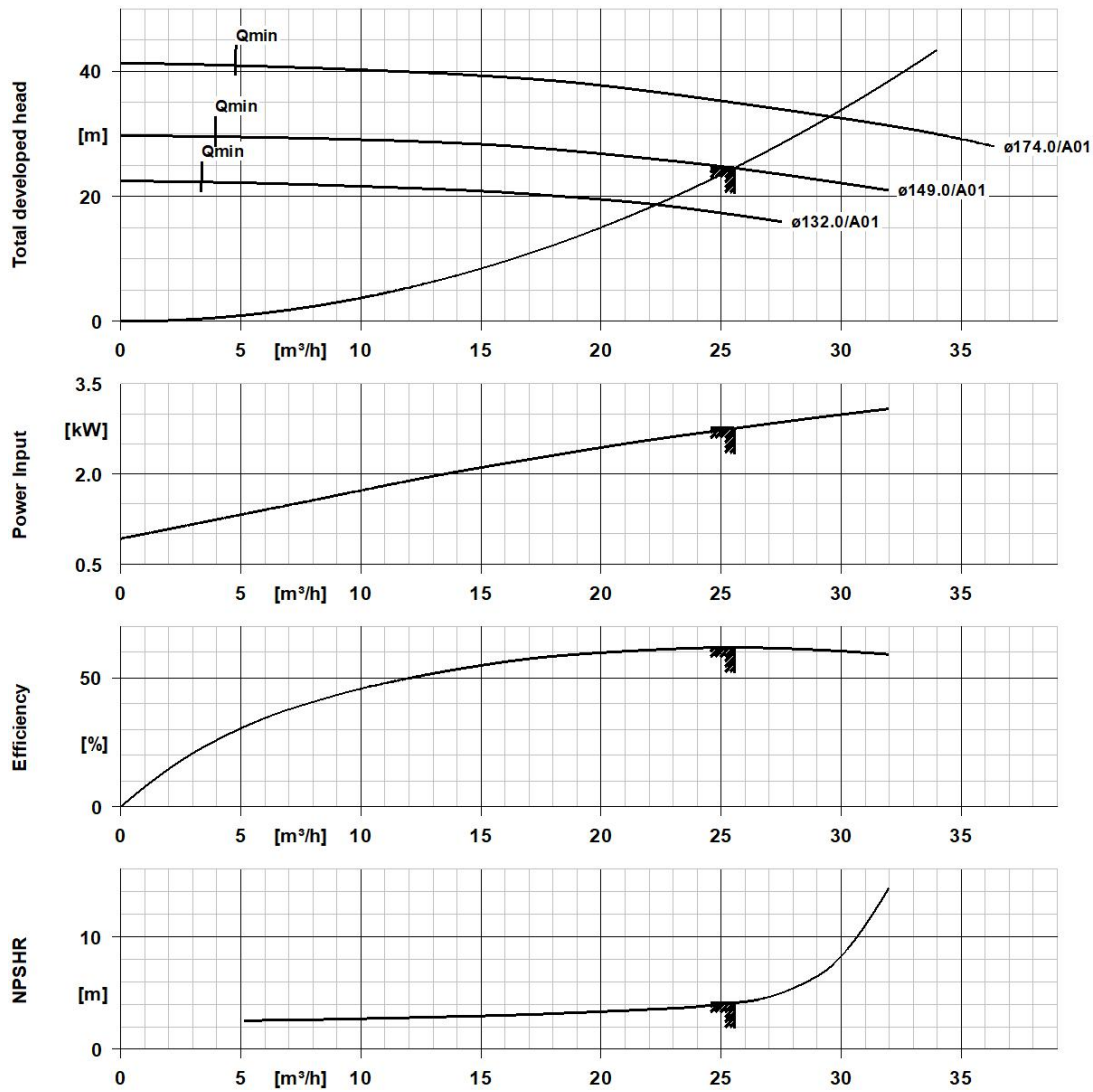 Total developed head
Qmin
Qmin
Qmin
40
[m]
20
0
ø174.0/A01
ø149.0/A01
ø132.0/A01
0 5 [m³/h] 10 15 20 25 30 35
Power Input
3.5
[kW]
2.0
0.5
0 5 [m³/h] 10 15 20 25 30 35
Efficiency
50
[%]
0
0 5 [m³/h] 10 15 20 25 30 35
NPSHR
10
[m]
0
0 5 [m³/h] 10 15 20 25 30 35